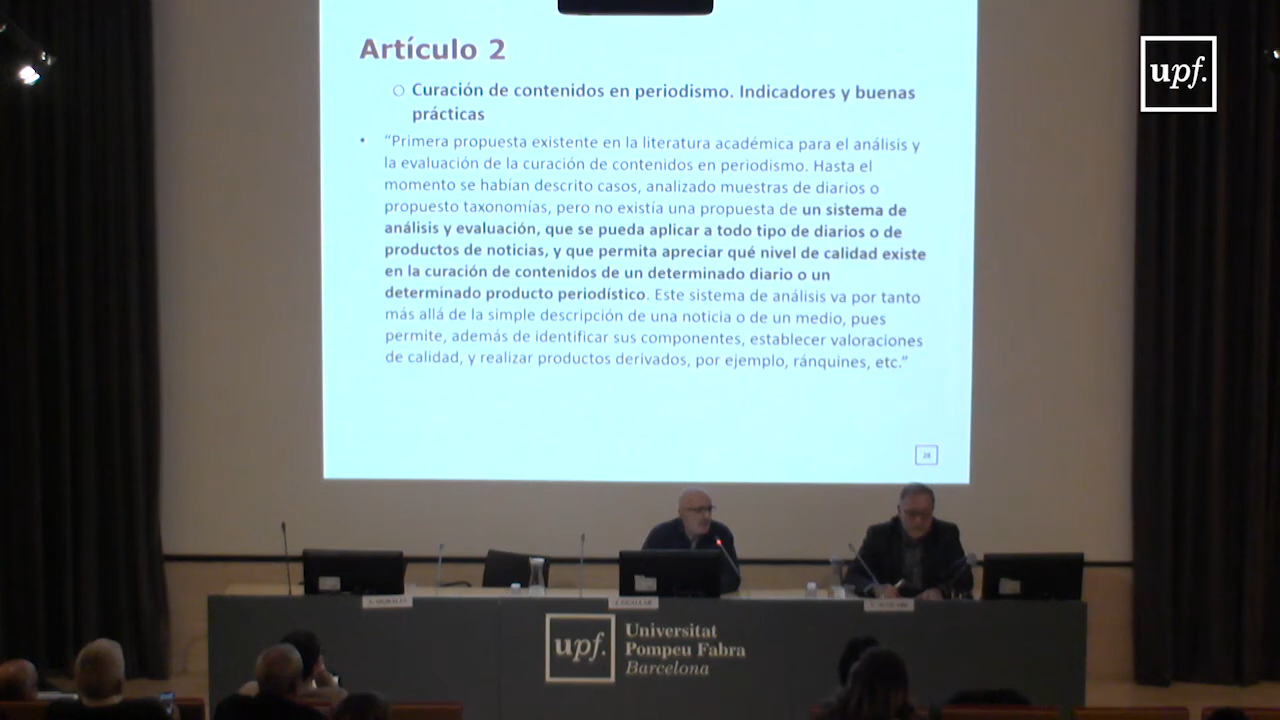 Artículo 2
Curación de contenidos en periodismo. Indicadores y buenas
prácticas
“Primera propuesta existente en la literatura académica para el análisis y
la evaluación de la curación de contenidos en periodismo. Hasta el
momento se habían descrito casos, analizado muestras de diarios o
propuesto taxonomías, pero no existía una propuesta de un sistema de
análisis y evaluación, que se pueda aplicar a todo tipo de diarios o de
productos de noticias, y que permita apreciar qué nivel de calidad existe
en la curación de contenidos de un determinado diario o un
determinado producto periodístico. Este sistema de análisis va por tanto
más allá de la simple descripción de una noticia o de un medio, pues
permite, además de identificar sus componentes, establecer valoraciones
de calidad, y realizar productos derivados, por ejemplo, ránquines, etc.”
28
upf.
upf.
Universitat
Pompeu Fabra
Barcelona